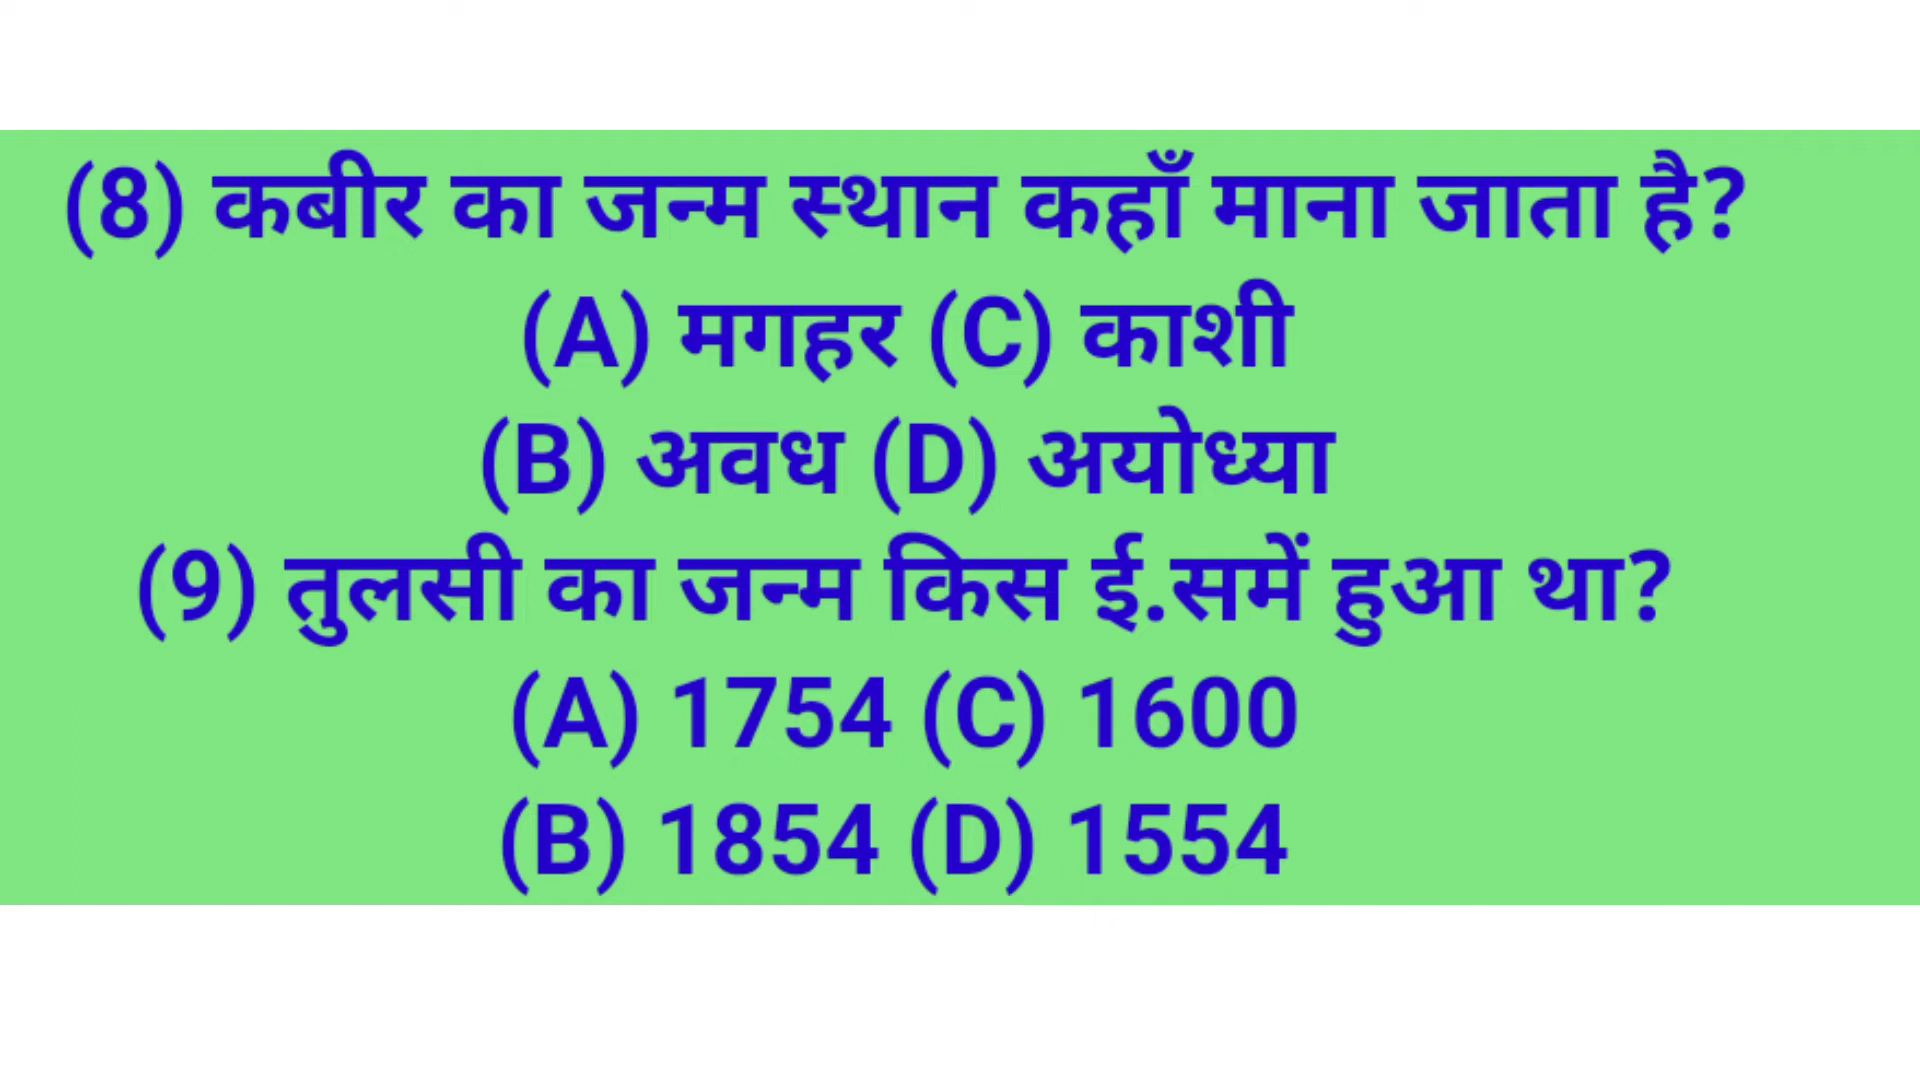 (8) कबीर का जन्म स्थान कहाँ माना जाता है?
(A) मगहर (C) काशी
(B) अवध (D) अयोध्या
(9) तुलसी का जन्म किस ई.समें हुआ था?
(A) 1754 (C) 1600
(B) 1854 (D) 1554